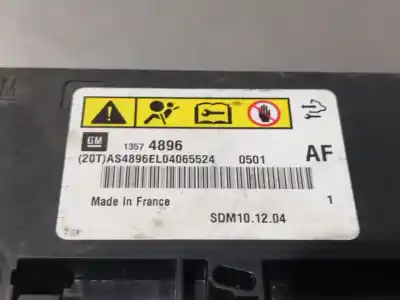 GM
1357 4896
(20T)AS4896EL04065524 0501
AF
Made In France
1
SDM10.12.04